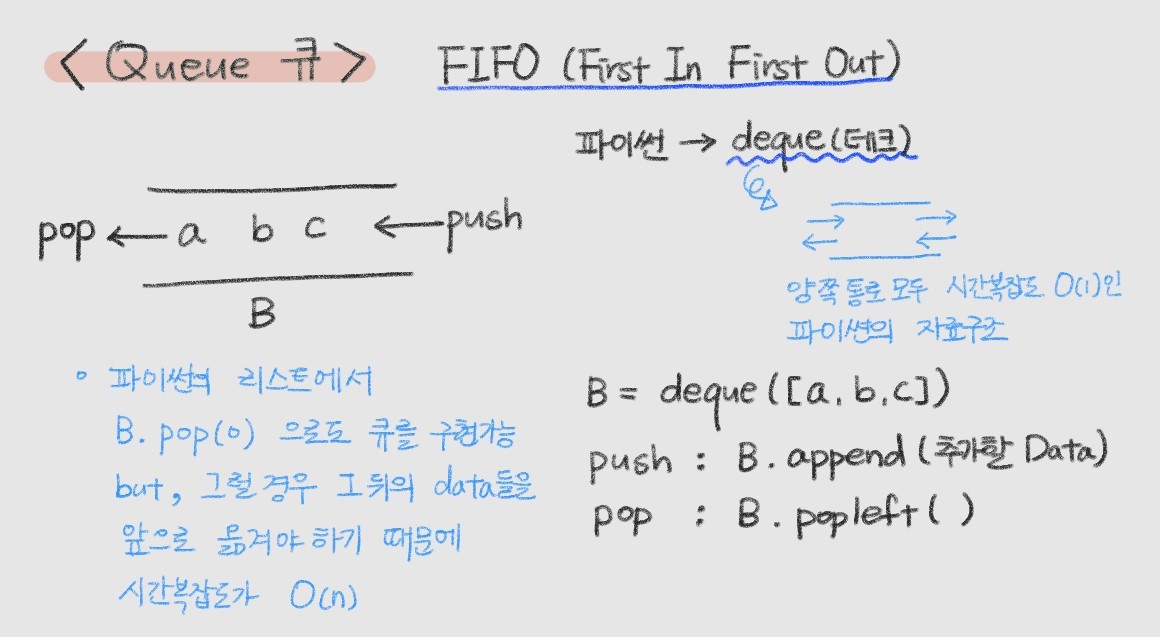 < Queue 큐 > FIFO (First In First Out)
파이썬 → deque (데크)
pop ← a b c ← push
B
양쪽 통로 모두 시간복잡도 O(1)인
파이썬의 자료구조
• 파이썬의 리스트에서
B. pop(0) 으로도 큐를 구현가능
but, 그럴 경우 그 뒤의 data들을
앞으로 옮겨야 하기 때문에
시간복잡도가 O(n)
B = deque ([a, b, c])
push : B. append (추가할 Data)
pop : B. popleft ( )